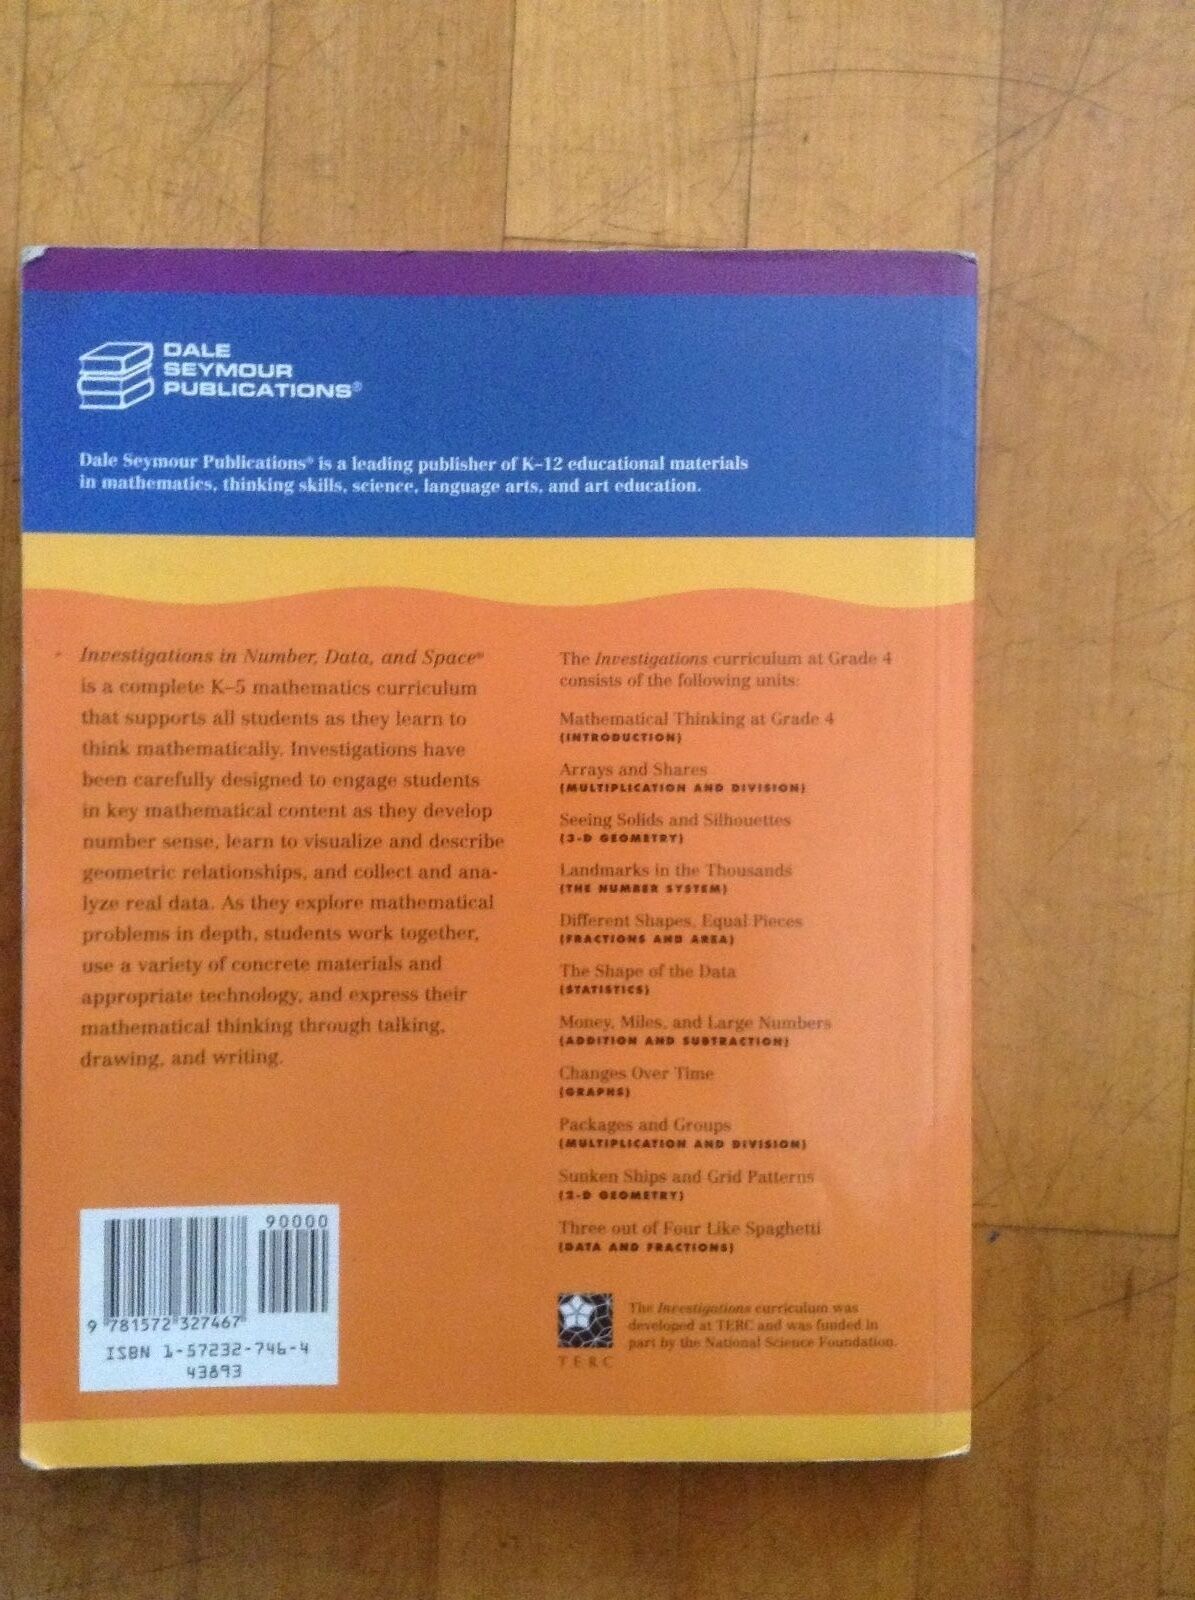 DALE
SEYMOUR
PUBLICATIONS®
Dale Seymour Publications® is a leading publisher of K–12 educational materials
in mathematics, thinking skills, science, language arts, and art education.
Investigations in Number, Data, and Space®
is a complete K–5 mathematics curriculum
that supports all students as they learn to
think mathematically. Investigations have
been carefully designed to engage students
in key mathematical content as they develop
number sense, learn to visualize and describe
geometric relationships, and collect and ana-
lyze real data. As they explore mathematical
problems in depth, students work together,
use a variety of concrete materials and
appropriate technology, and express their
mathematical thinking through talking,
drawing, and writing.
The Investigations curriculum at Grade 4
consists of the following units:
Mathematical Thinking at Grade 4
(INTRODUCTION)
Arrays and Shares
(MULTIPLICATION AND DIVISION)
Seeing Solids and Silhouettes
(3-D GEOMETRY)
Landmarks in the Thousands
(THE NUMBER SYSTEM)
Different Shapes, Equal Pieces
(FRACTIONS AND AREA)
The Shape of the Data
(STATISTICS)
Money, Miles, and Large Numbers
(ADDITION AND SUBTRACTION)
Changes Over Time
(GRAPHS)
Packages and Groups
(MULTIPLICATION AND DIVISION)
Sunken Ships and Grid Patterns
(2-D GEOMETRY)
Three out of Four Like Spaghetti
(DATA AND FRACTIONS)
The Investigations curriculum was
developed at TERC and was funded in
part by the National Science Foundation.
TERC
90000
9 781572 327467
ISBN 1-57232-746-4
43893